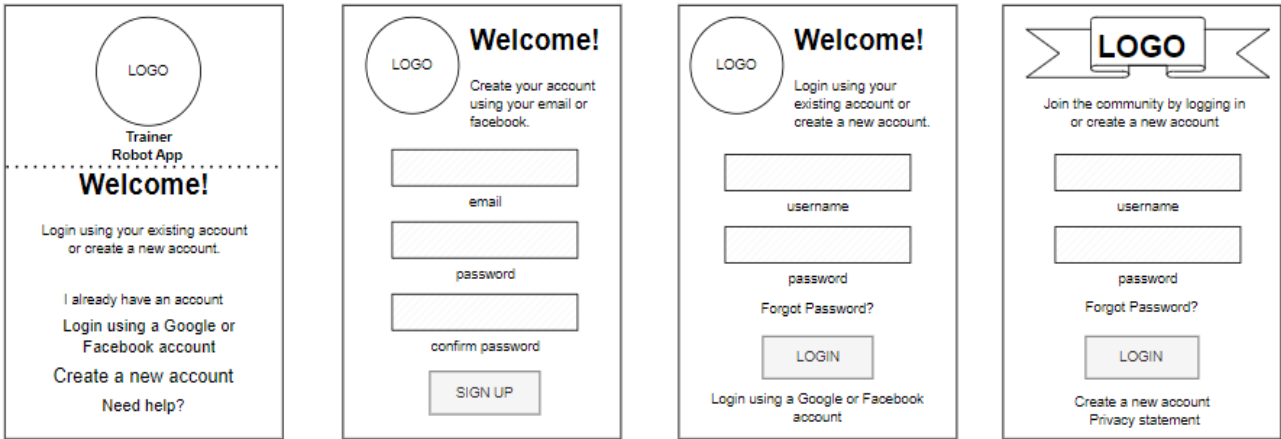 LOGO
Trainer
Robot App
Welcome!
Login using your existing account
or create a new account.
I already have an account
Login using a Google or
Facebook account
Create a new account
Need help?
LOGO
Welcome!
Create your account
using your email or
facebook.
email
password
confirm password
SIGN UP
LOGO
Welcome!
Login using your
existing account or
create a new account.
username
password
Forgot Password?
LOGIN
Login using a Google or Facebook
account
LOGO
Join the community by logging in
or create a new account
username
password
Forgot Password?
LOGIN
Create a new account
Privacy statement